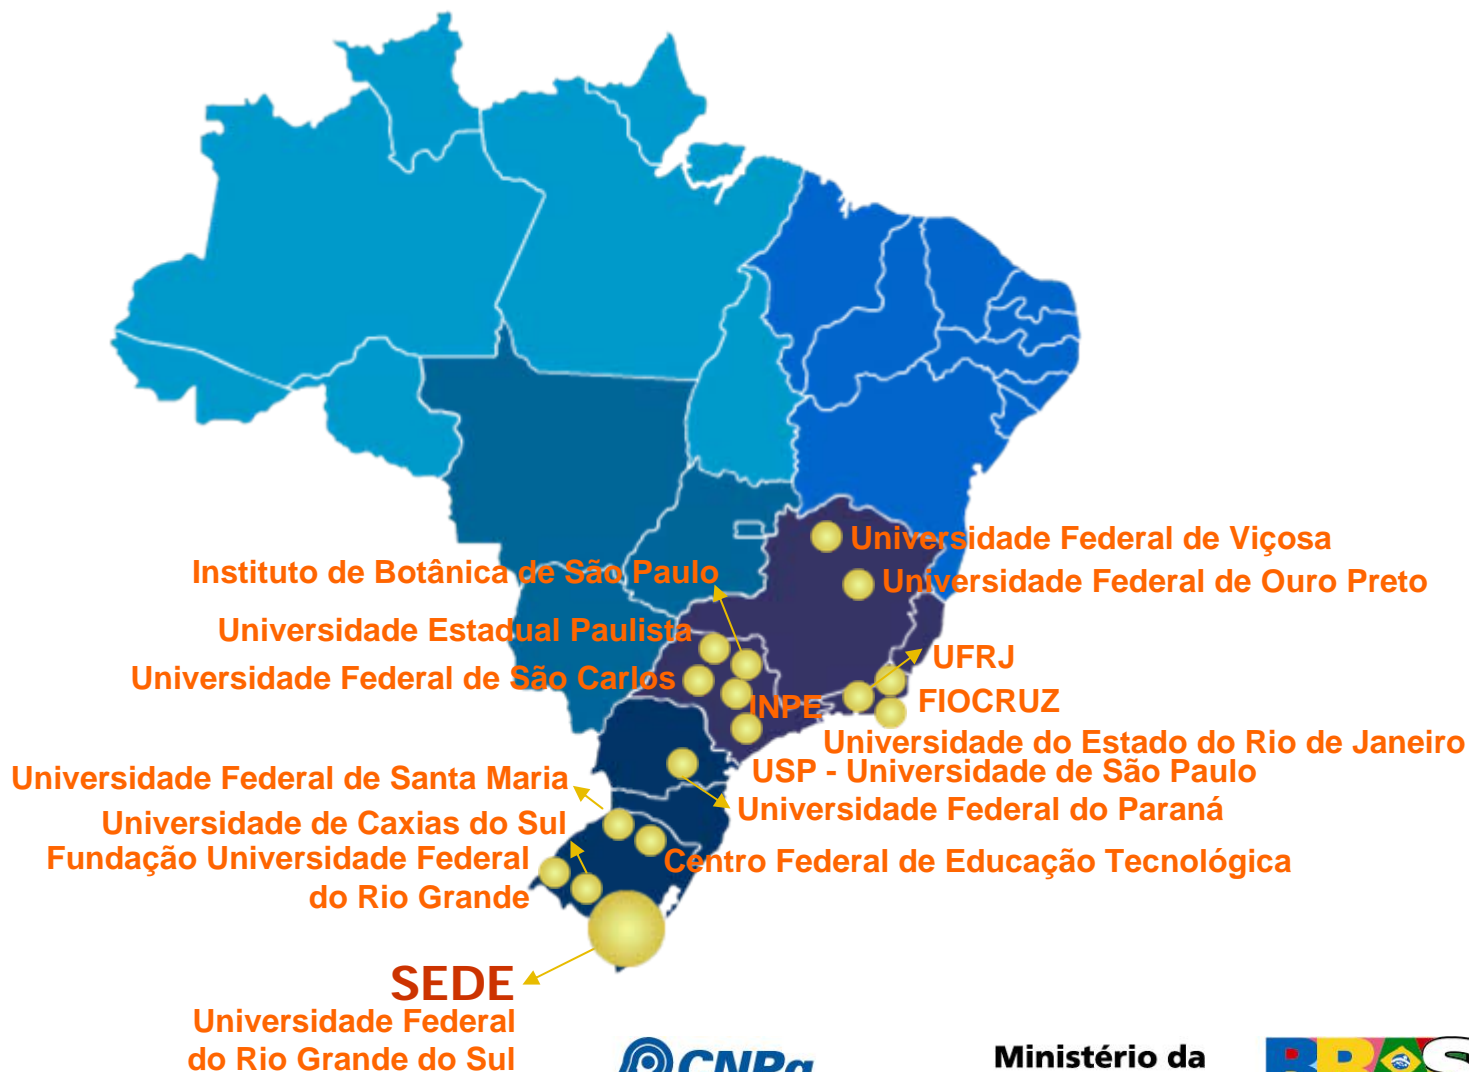 Universidade Federal de Viçosa
Instituto de Botânica de São Paulo
Universidade Federal de Ouro Preto
Universidade Estadual Paulista
UFRJ
Universidade Federal de São Carlos
INPE
FIOCRUZ
Universidade do Estado do Rio de Janeiro
USP - Universidade de São Paulo
Universidade Federal de Santa Maria
Universidade Federal do Paraná
Universidade de Caxias do Sul
Fundação Universidade Federal
do Rio Grande
Centro Federal de Educação Tecnológica
SEDE
Universidade Federal
do Rio Grande do Sul
CNPq
Ministério da